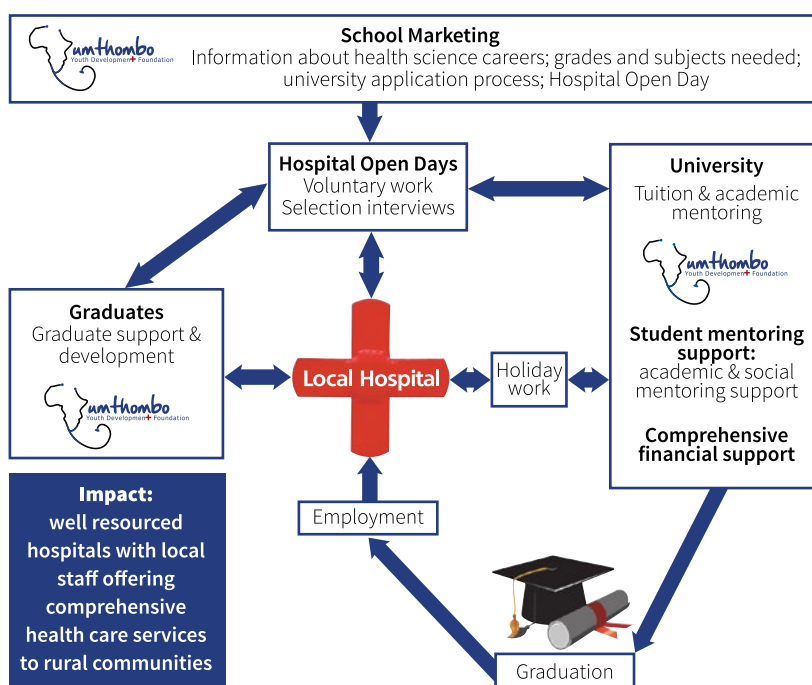 School Marketing
Information about health science careers; grades and subjects needed;
university application process; Hospital Open Day
umthombo
Youth Development Foundation
Hospital Open Days
Voluntary work
Selection interviews
University
Tuition & academic
mentoring
umthombo
Youth Development Foundation
Student mentoring
support:
academic & social
mentoring support
Comprehensive
financial support
Graduates
Graduate support &
development
umthombo
Youth Development Foundation
Local Hospital
Holiday
work
Employment
Graduation
Impact:
well resourced
hospitals with local
staff offering
comprehensive
health care services
to rural communities